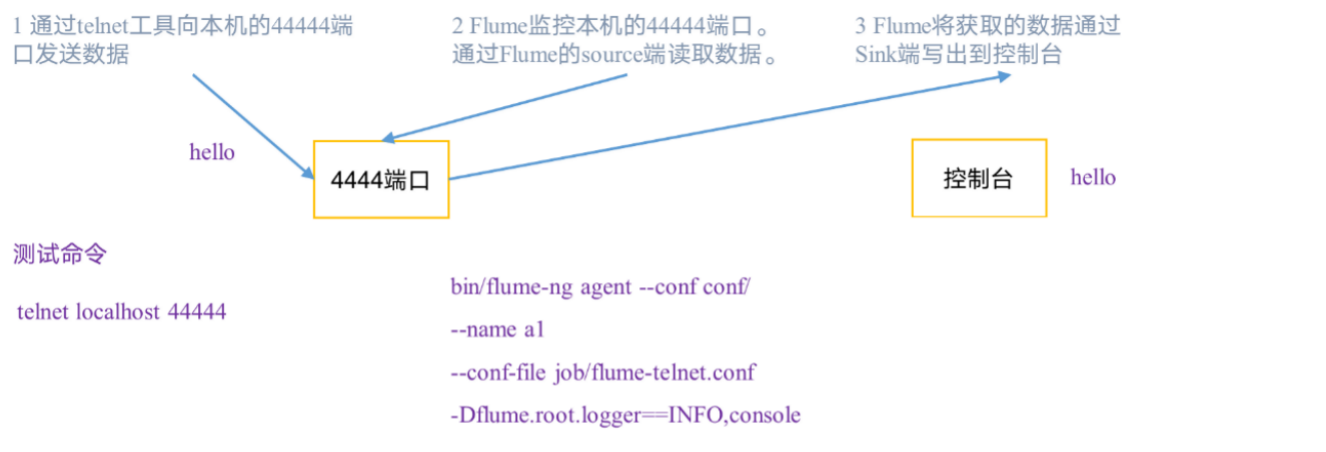 1 通过telnet工具向本机的44444端
口发送数据
2 Flume监控本机的44444端口。
通过Flume的source端读取数据。
3 Flume将获取的数据通过
Sink端写出到控制台
hello
4444端口
控制台
hello
测试命令
telnet localhost 44444
bin/flume-ng agent --conf conf/
--name a1
--conf-file job/flume-telnet.conf
-Dflume.root.logger==INFO,console